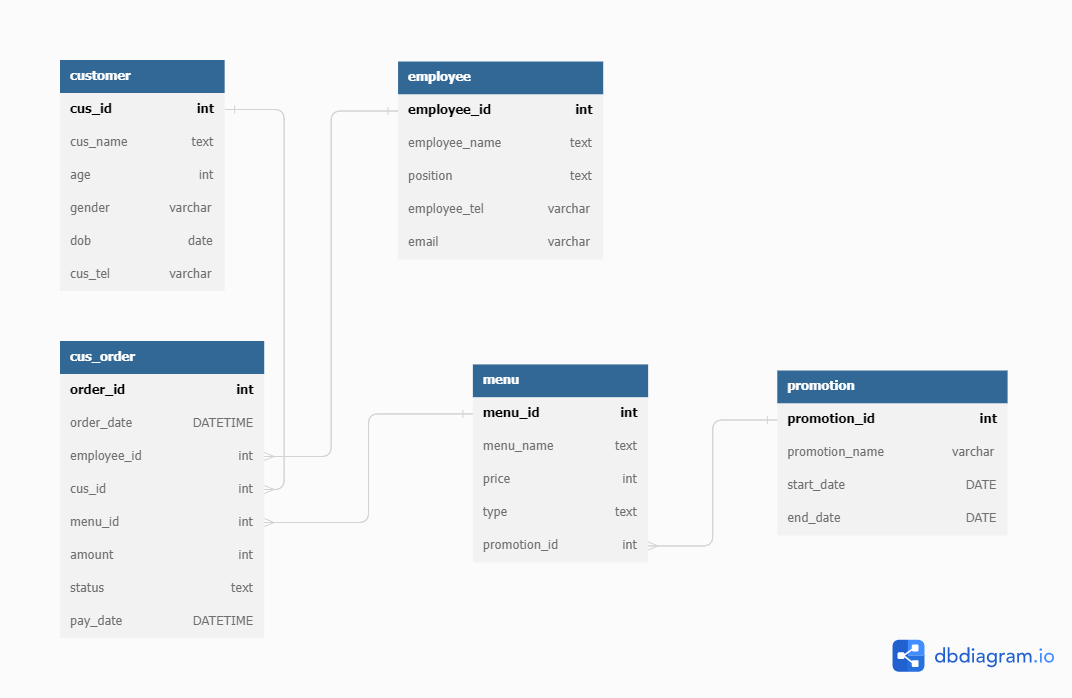 customer
cus_id int
cus_name text
age int
gender varchar
dob date
cus_tel varchar
employee
employee_id int
employee_name text
position text
employee_tel varchar
email varchar
cus_order
order_id int
order_date DATETIME
employee_id int
cus_id int
menu_id int
amount int
status text
pay_date DATETIME
menu
menu_id int
menu_name text
price int
type text
promotion_id int
promotion
promotion_id int
promotion_name varchar
start_date DATE
end_date DATE
dbdiagram.io